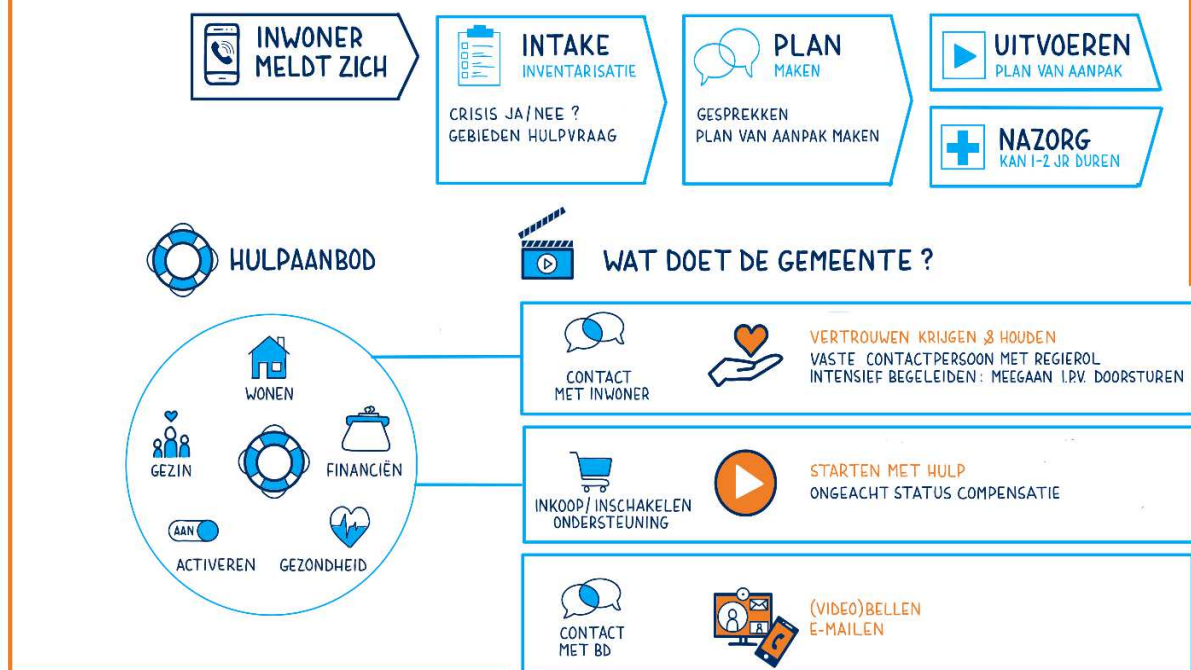 INWONER
MELDT ZICH
INTAKE
INVENTARISATIE
CRISIS JA/NEE ?
GEBIEDEN HULPVRAAG
PLAN
MAKEN
GESPREKKEN
PLAN VAN AANPAK MAKEN
UITVOEREN
PLAN VAN AANPAK
NAZORG
KAN 1-2 JR DUREN
HULPAANBOD
WONEN
GEZIN
FINANCIËN
AAN
ACTIVEREN
GEZONDHEID
WAT DOET DE GEMEENTE ?
CONTACT
MET INWONER
VERTROUWEN KRIJGEN & HOUDEN
VASTE CONTACTPERSOON MET REGIEROL
INTENSIEF BEGELEIDEN: MEEGAAN I.P.V. DOORSTUREN
INKOOP/INSCHAKELEN
ONDERSTEUNING
STARTEN MET HULP
ONGEACHT STATUS COMPENSATIE
CONTACT
MET BD
(VIDEO)BELLEN
E-MAILEN